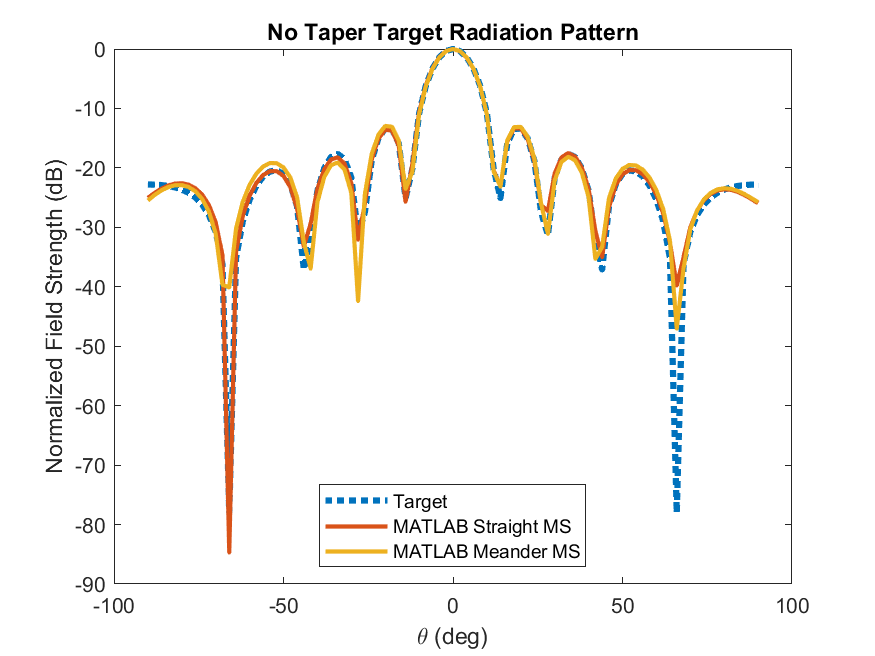 No Taper Target Radiation Pattern
Normalized Field Strength (dB)
0
-10
-20
-30
-40
-50
-60
-70
-80
-90
-100
-50
0
50
100
θ (deg)
Target
MATLAB Straight MS
MATLAB Meander MS